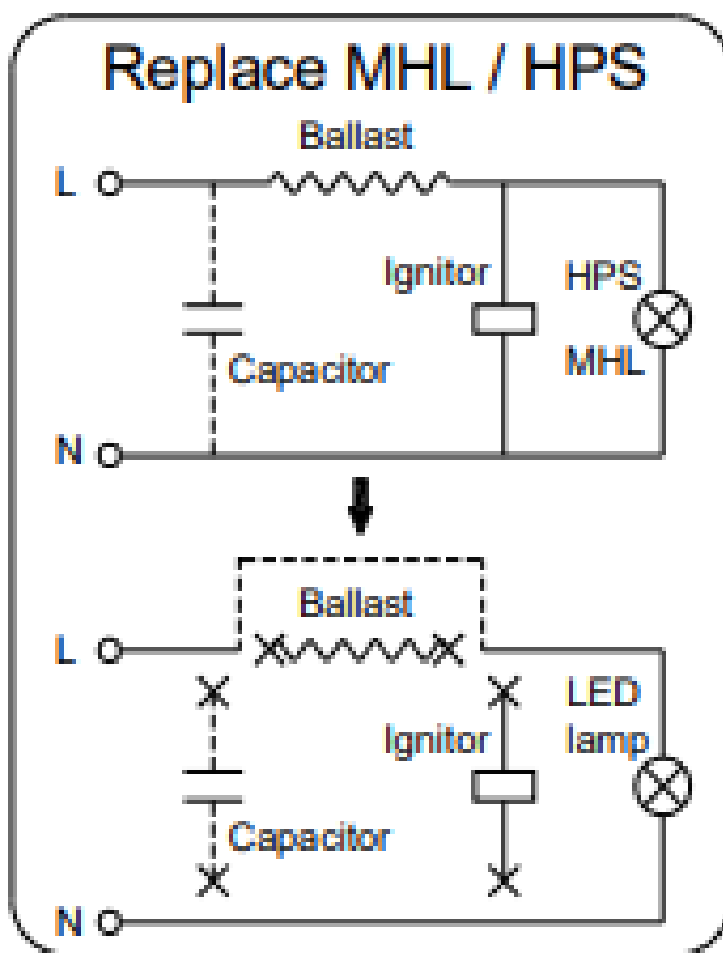 Replace MHL / HPS
Ballast
L
Ignitor
HPS
Capacitor
MHL
N
Ballast
L
LED
Ignitor
lamp
Capacitor
N